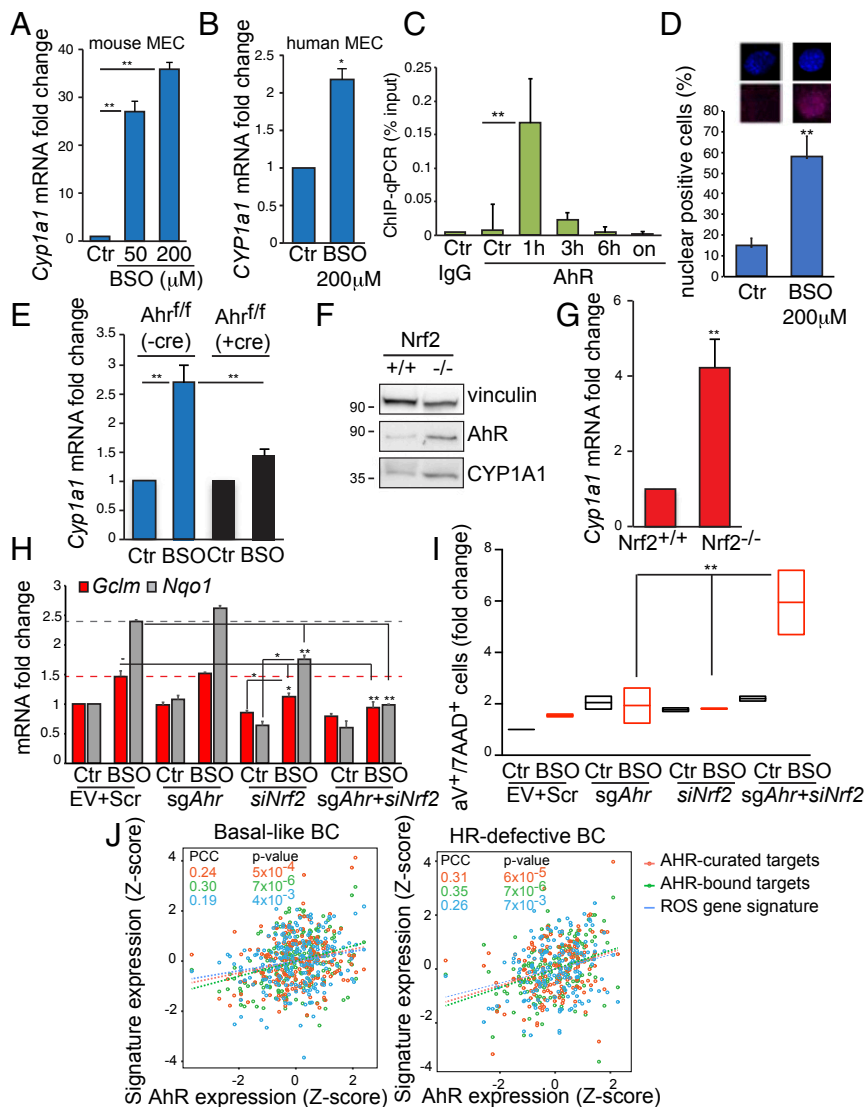 A
mouse MEC
Cyp1a1 mRNA fold change
40
30
20
10
0
**
**
Ctr 50 200
BSO (μM)
B
human MEC
CYP1a1 mRNA fold change
2.5
2
1.5
1
0.5
0
*
Ctr BSO
200μM
C
ChIP-qPCR (% input)
0.25
0.2
0.15
0.1
0.05
0
**
Ctr Ctr 1h 3h 6h on
IgG AhR
D
nuclear positive cells (%)
80
70
60
50
40
30
20
10
0
**
Ctr BSO
200μM
E
Ahrf/f Ahrf/f
(-cre) (+cre)
Cyp1a1 mRNA fold change
3.5
3
2.5
2
1.5
1
0.5
0
** **
Ctr BSO Ctr BSO
F
Nrf2
+/+ -/-
vinculin
90 -
90 -
AhR
35 -
CYP1A1
G
Cyp1a1 mRNA fold change
6
4
2
0
**
Nrf2+/+ Nrf2-/-
H
Gclm Nqo1
mRNA fold change
3
2.5
2
1.5
1
0.5
0
- * * * ** ** **
Ctr BSO Ctr BSO Ctr BSO Ctr BSO
EV+Scr sgAhr siNrf2 sgAhr+siNrf2
I
aV+/7AAD+ cells (fold change)
8
6
4
2
0
**
Ctr BSO Ctr BSO Ctr BSO Ctr BSO
EV+Scr sgAhr siNrf2 sgAhr+siNrf2
J
Basal-like BC
Signature expression (Z-score)
4
2
0
-2
-4
PCC p-value
0.24 5x10-4
0.30 7x10-6
0.19 4x10-3
-2 0 2
AhR expression (Z-score)
HR-defective BC
Signature expression (Z-score)
4
2
0
-2
-4
PCC p-value
0.31 6x10-5
0.35 7x10-6
0.26 7x10-3
-2 0 2
AhR expression (Z-score)
AHR-curated targets
AHR-bound targets
ROS gene signature